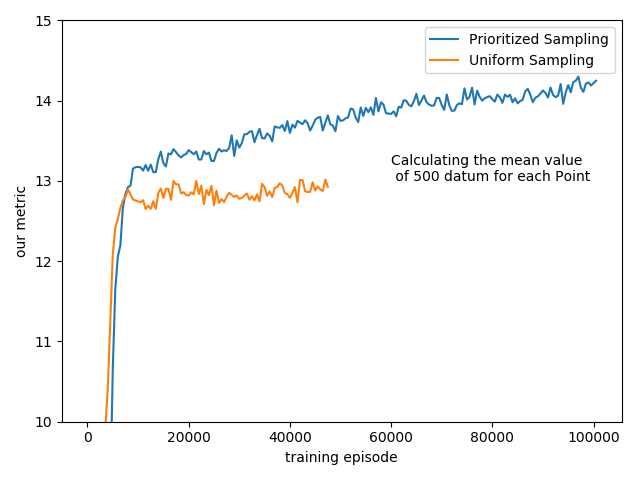 15
14
13
12
11
10
our metric
Prioritized Sampling
Uniform Sampling
Calculating the mean value
of 500 datum for each Point
0 20000 40000 60000 80000 100000
training episode